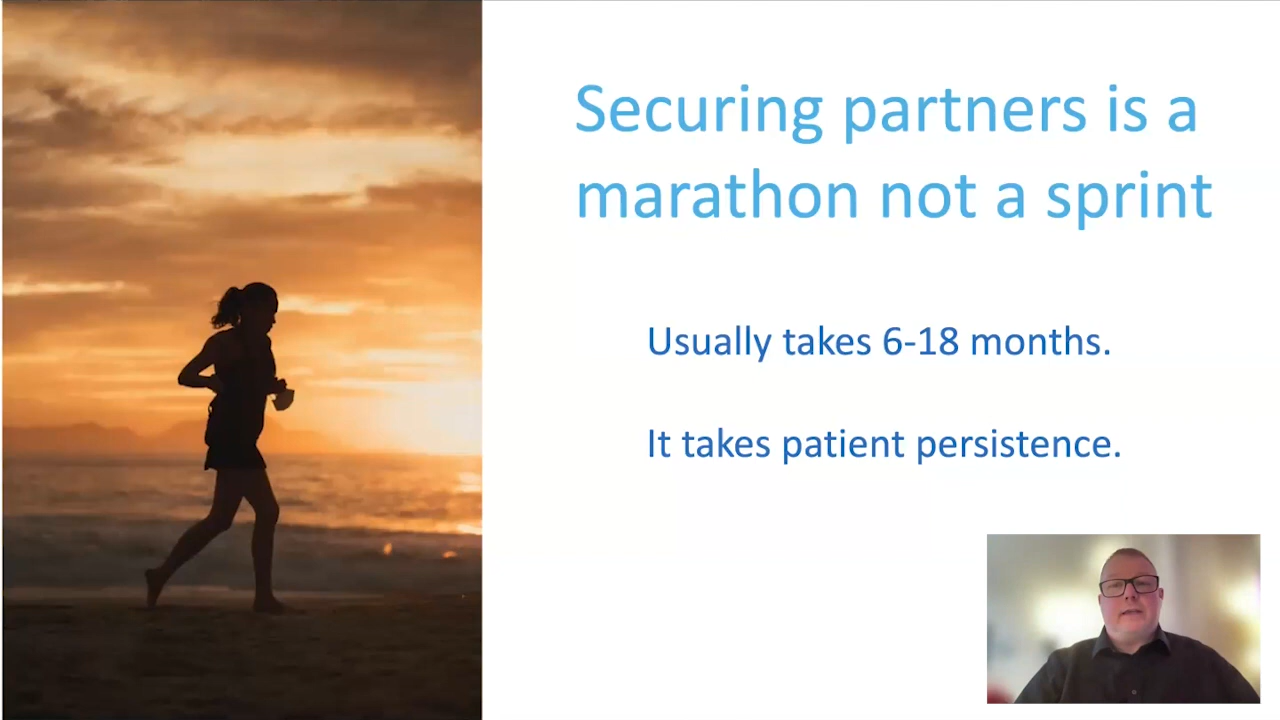 Securing partners is a
marathon not a sprint
Usually takes 6-18 months.
It takes patient persistence.